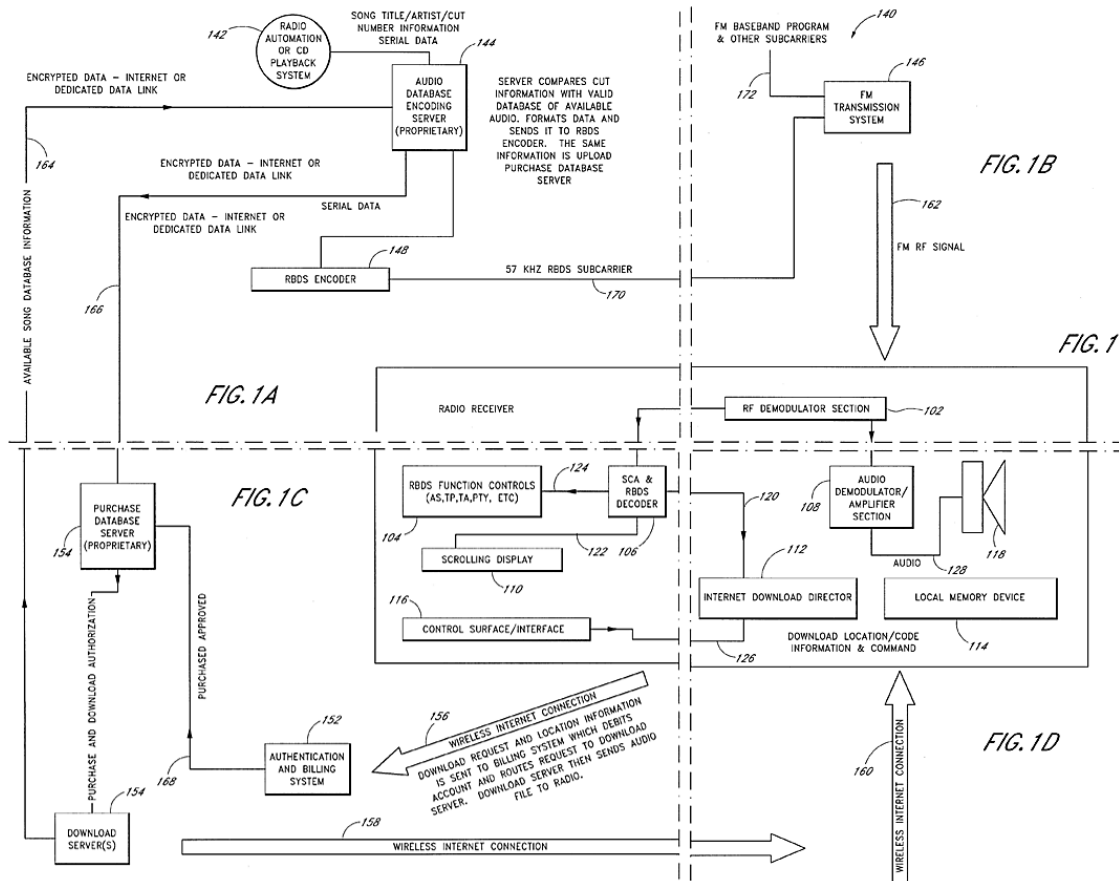 142
RADIO
AUTOMATION
OR CD
PLAYBACK
SYSTEM
SONG TITLE/ARTIST/CUT
NUMBER INFORMATION
SERIAL DATA
144
AUDIO
DATABASE
ENCODING
SERVER
(PROPRIETARY)
ENCRYPTED DATA – INTERNET OR
DEDICATED DATA LINK
164
AVAILABLE SONG DATABASE INFORMATION
SERVER COMPARES CUT
INFORMATION WITH VALID
DATABASE OF AVAILABLE
AUDIO. FORMATS DATA AND
SENDS IT TO RBDS
ENCODER. THE SAME
INFORMATION IS UPLOAD
PURCHASE DATABASE
SERVER
ENCRYPTED DATA – INTERNET OR
DEDICATED DATA LINK
SERIAL DATA
ENCRYPTED DATA – INTERNET OR
DEDICATED DATA LINK
166
148
RBDS ENCODER
57 KHZ RBDS SUBCARRIER
170
FIG.1A
FM BASEBAND PROGRAM
& OTHER SUBCARRIERS
140
172
146
FM
TRANSMISSION
SYSTEM
FIG.1B
162
FM RF SIGNAL
FIG.1
RADIO RECEIVER
RF DEMODULATOR SECTION
102
FIG.1C
PURCHASE
DATABASE
SERVER
(PROPRIETARY)
154
PURCHASE AND DOWNLOAD AUTHORIZATION
PURCHASED APPROVED
168
152
AUTHENTICATION
AND BILLING
SYSTEM
154
DOWNLOAD
SERVER(S)
RBDS FUNCTION CONTROLS
(AS,TP,TA,PTY, ETC)
104
124
SCA &
RBDS
DECODER
106
122
SCROLLING DISPLAY
110
116
CONTROL SURFACE/INTERFACE
126
120
112
INTERNET DOWNLOAD DIRECTOR
DOWNLOAD LOCATION/CODE
INFORMATION & COMMAND
108
AUDIO
DEMODULATOR/
AMPLIFIER
SECTION
AUDIO
128
118
LOCAL MEMORY DEVICE
114
156
WIRELESS INTERNET CONNECTION
DOWNLOAD REQUEST AND LOCATION INFORMATION
IS SENT TO BILLING SYSTEM WHICH DEBITS
ACCOUNT AND ROUTES REQUEST TO DOWNLOAD
SERVER. DOWNLOAD SERVER THEN SENDS AUDIO
FILE TO RADIO.
158
WIRELESS INTERNET CONNECTION
160
WIRELESS INTERNET CONNECTION
FIG.1D